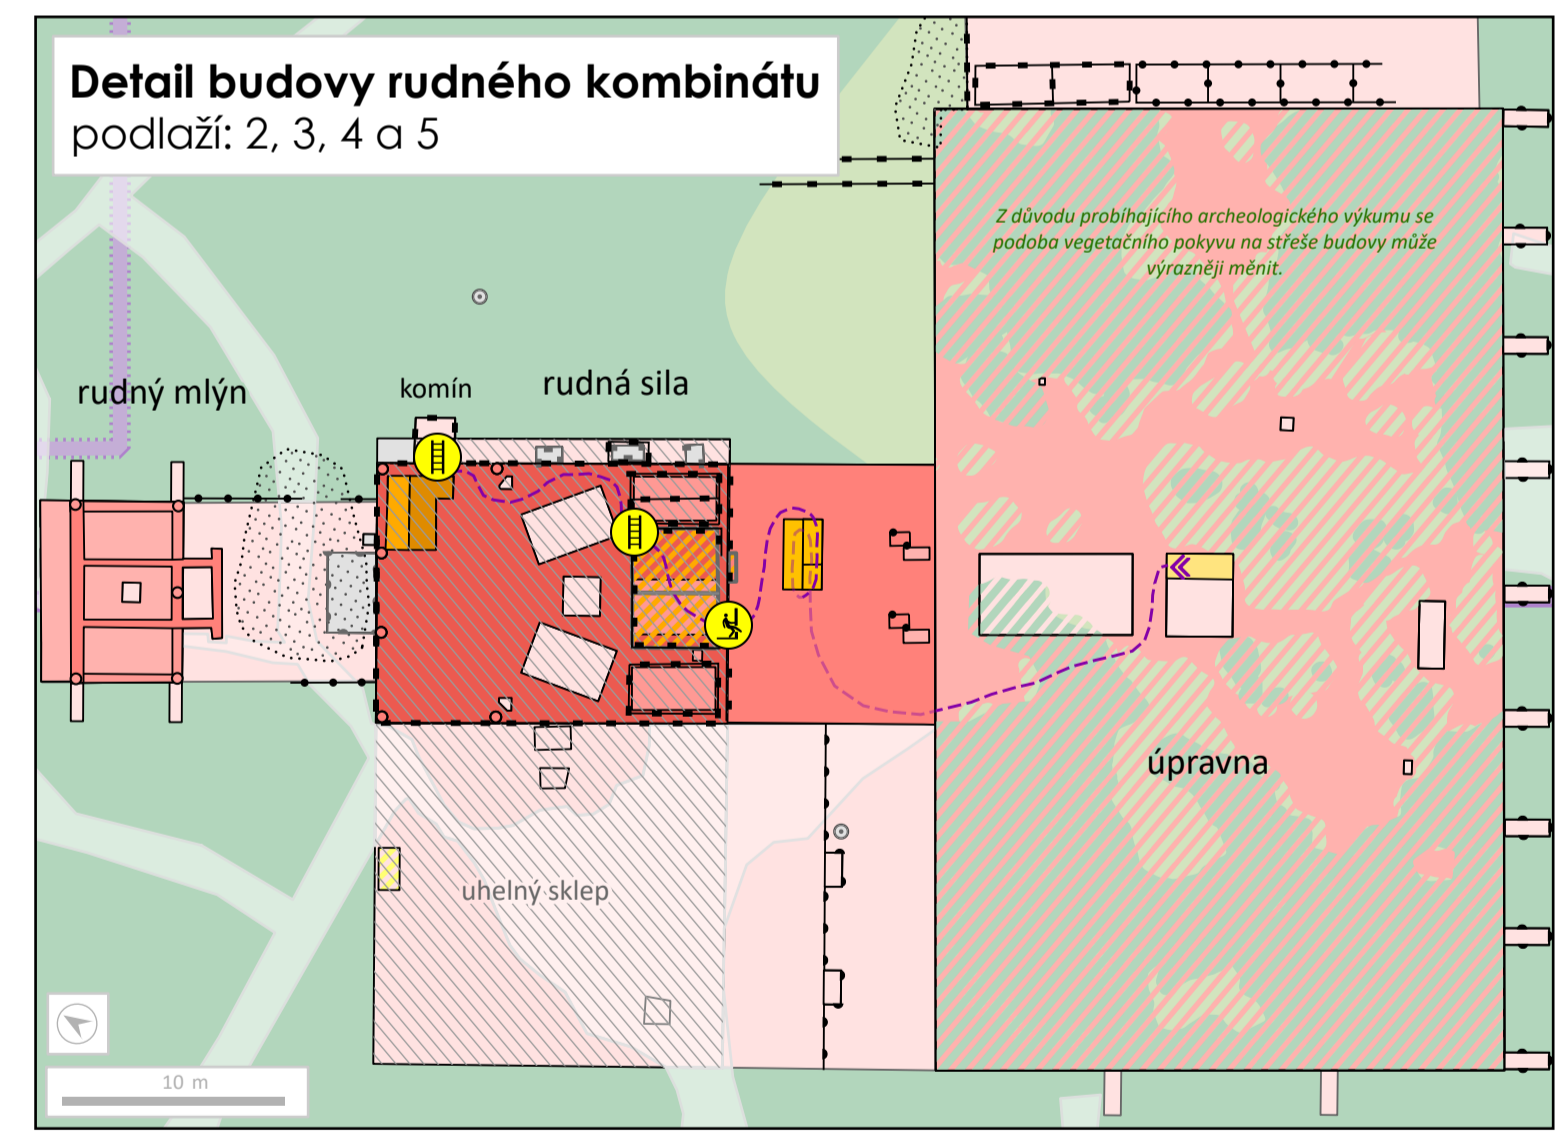 Detail budovy rudného kombinátu
podlaží: 2, 3, 4 a 5
Z důvodu probíhajícího archeologického výkumu se
podoba vegetačního pokyvu na střeše budovy může
výrazněji měnit.
rudný mlýn
komín
rudná sila
úpravna
uhelný sklep
10 m